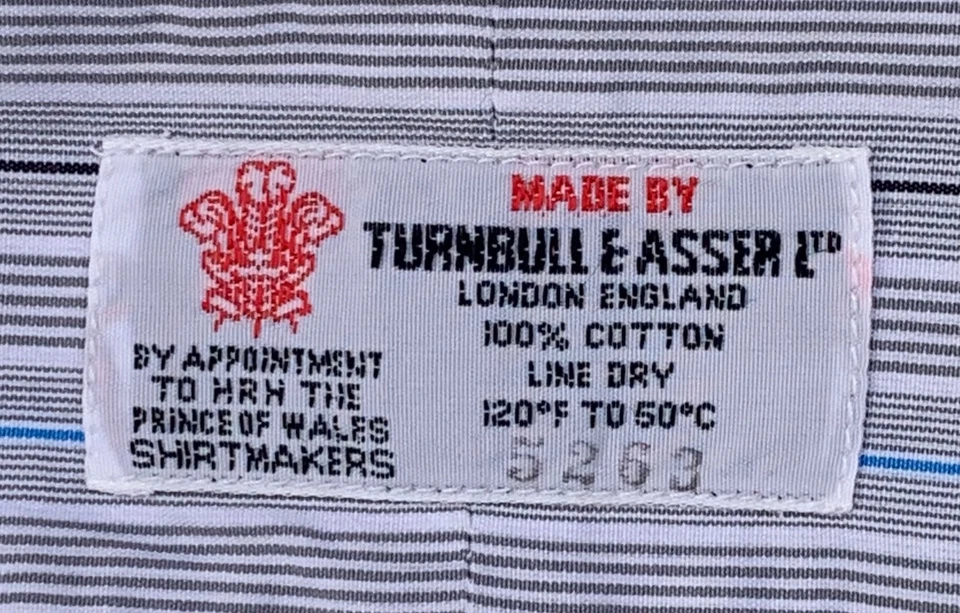 BY APPOINTMENT
TO HRH THE
PRINCE OF WALES
SHIRTMAKERS
MADE BY
TURNBULL & ASSER LTD
LONDON ENGLAND
100% COTTON
LINE DRY
120°F TO 50°C
5263